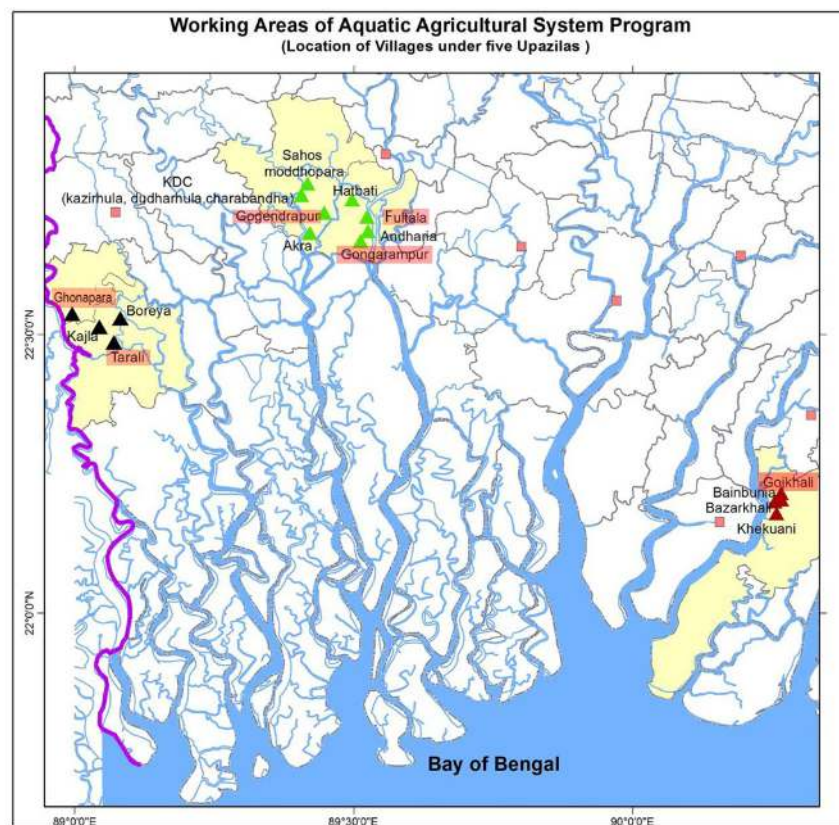 Working Areas of Aquatic Agricultural System Program
(Location of Villages under five Upazilas )
Sahos
moddhopara
KDC
(kazirhula, dudharhula charabandha)
Hatbati
Gogendrapur
Fultala
Akra
Andharia
Gongarampur
Ghonapara
Boreya
Kajla
Tarali
22°30'0"N
Gojkhali
Bainbunia
Bazarkhali
Khekuani
22°0'0"N
Bay of Bengal
89°0'0"E
89°30'0"E
90°0'0"E